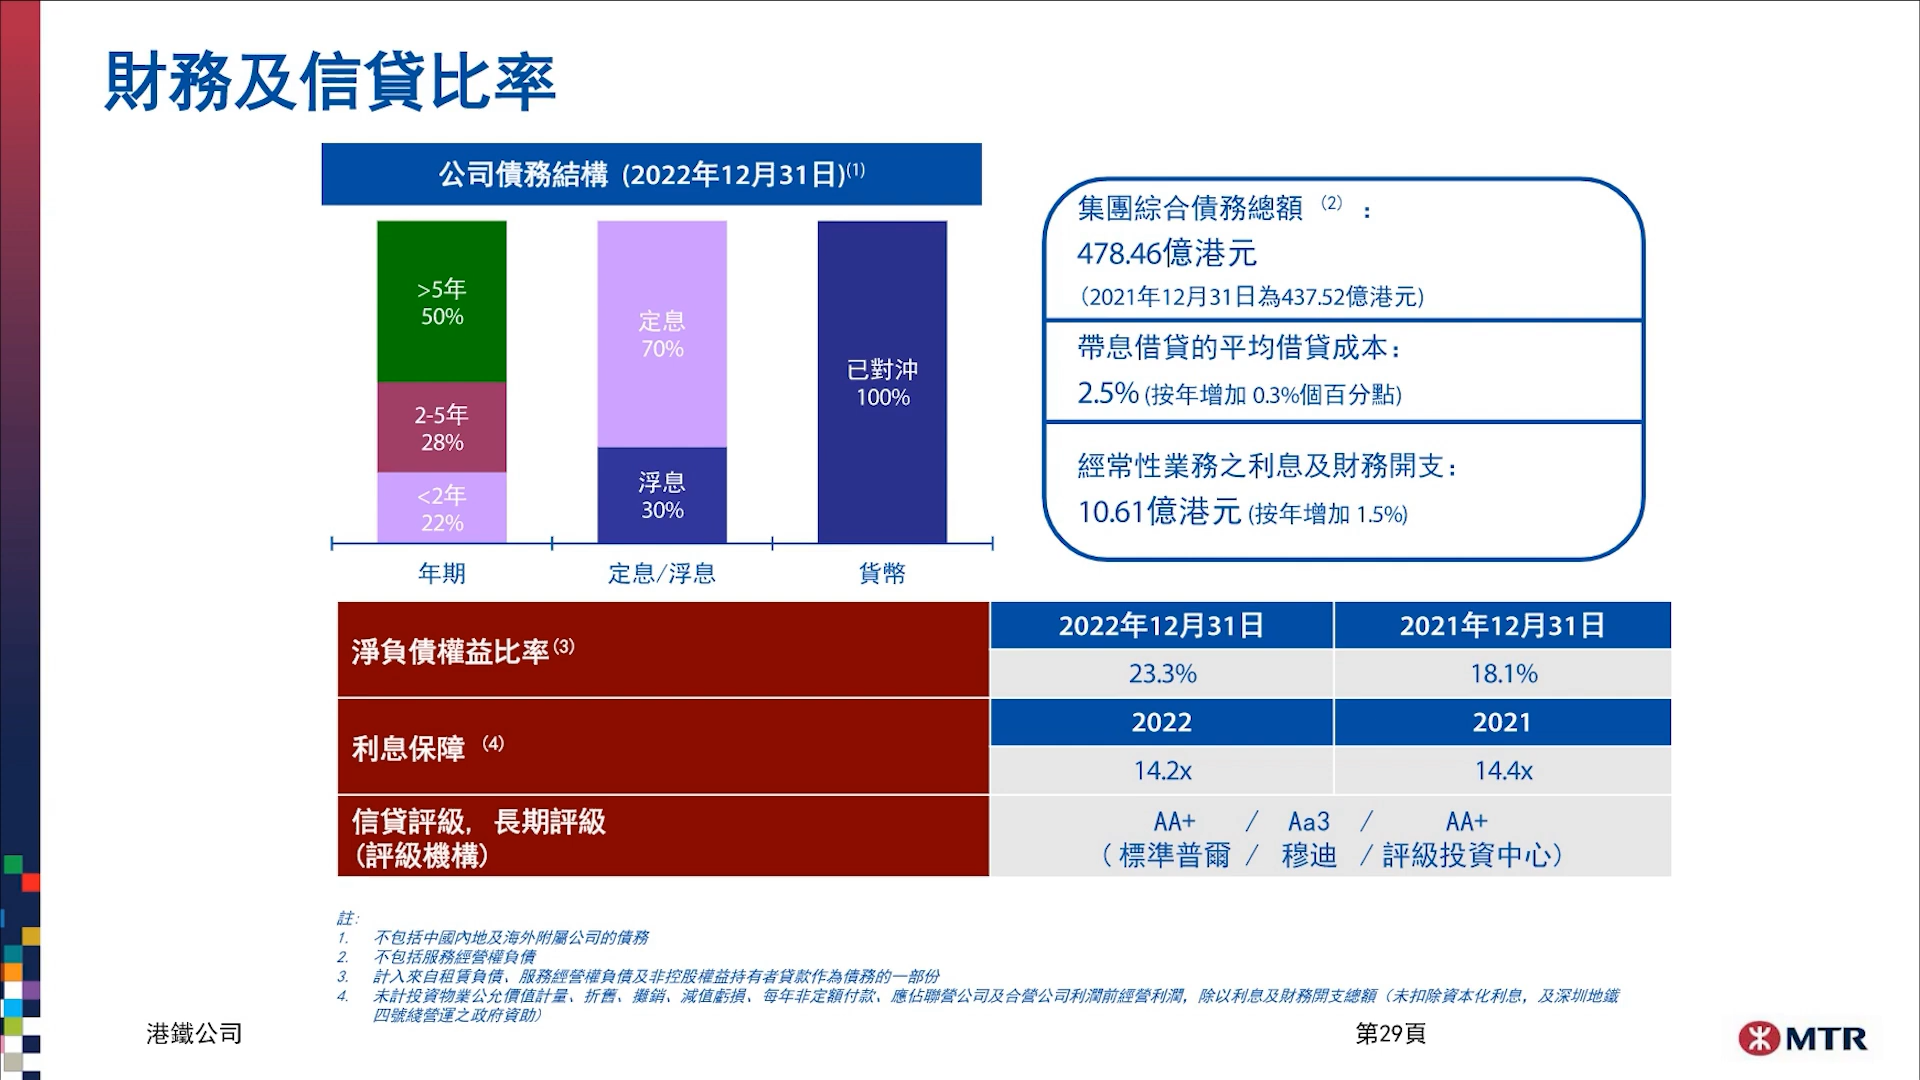 財務及信貸比率
公司債務結構 (2022年12月31日)(1)
>5年
50%
2-5年
28%
<2年
22%
定息
70%
浮息
30%
已對沖
100%
年期
定息/浮息
貨幣
集團綜合債務總額 (2) :
478.46億港元
(2021年12月31日為437.52億港元)
帶息借貸的平均借貸成本:
2.5% (按年增加 0.3%個百分點)
經常性業務之利息及財務開支:
10.61億港元 (按年增加 1.5%)
淨負債權益比率(3)
2022年12月31日 2021年12月31日
23.3% 18.1%
利息保障 (4)
2022 2021
14.2x 14.4x
信貸評級, 長期評級
(評級機構)
AA+ / Aa3 / AA+
(標準普爾 / 穆迪 / 評級投資中心)
註:
1. 不包括中國內地及海外附屬公司的債務
2. 不包括服務經營權負債
3. 計入來自租賃負債、服務經營權負債及非控股權益持有者貸款作為債務的一部份
4. 未計投資物業公允價值計量、折舊、攤銷、減值虧損、每年非定額付款、應佔聯營公司及合營公司利潤前經營利潤, 除以利息及財務開支總額 (未扣除資本化利息, 及深圳地鐵
四號綫營運之政府資助)
港鐵公司
第29頁
MTR